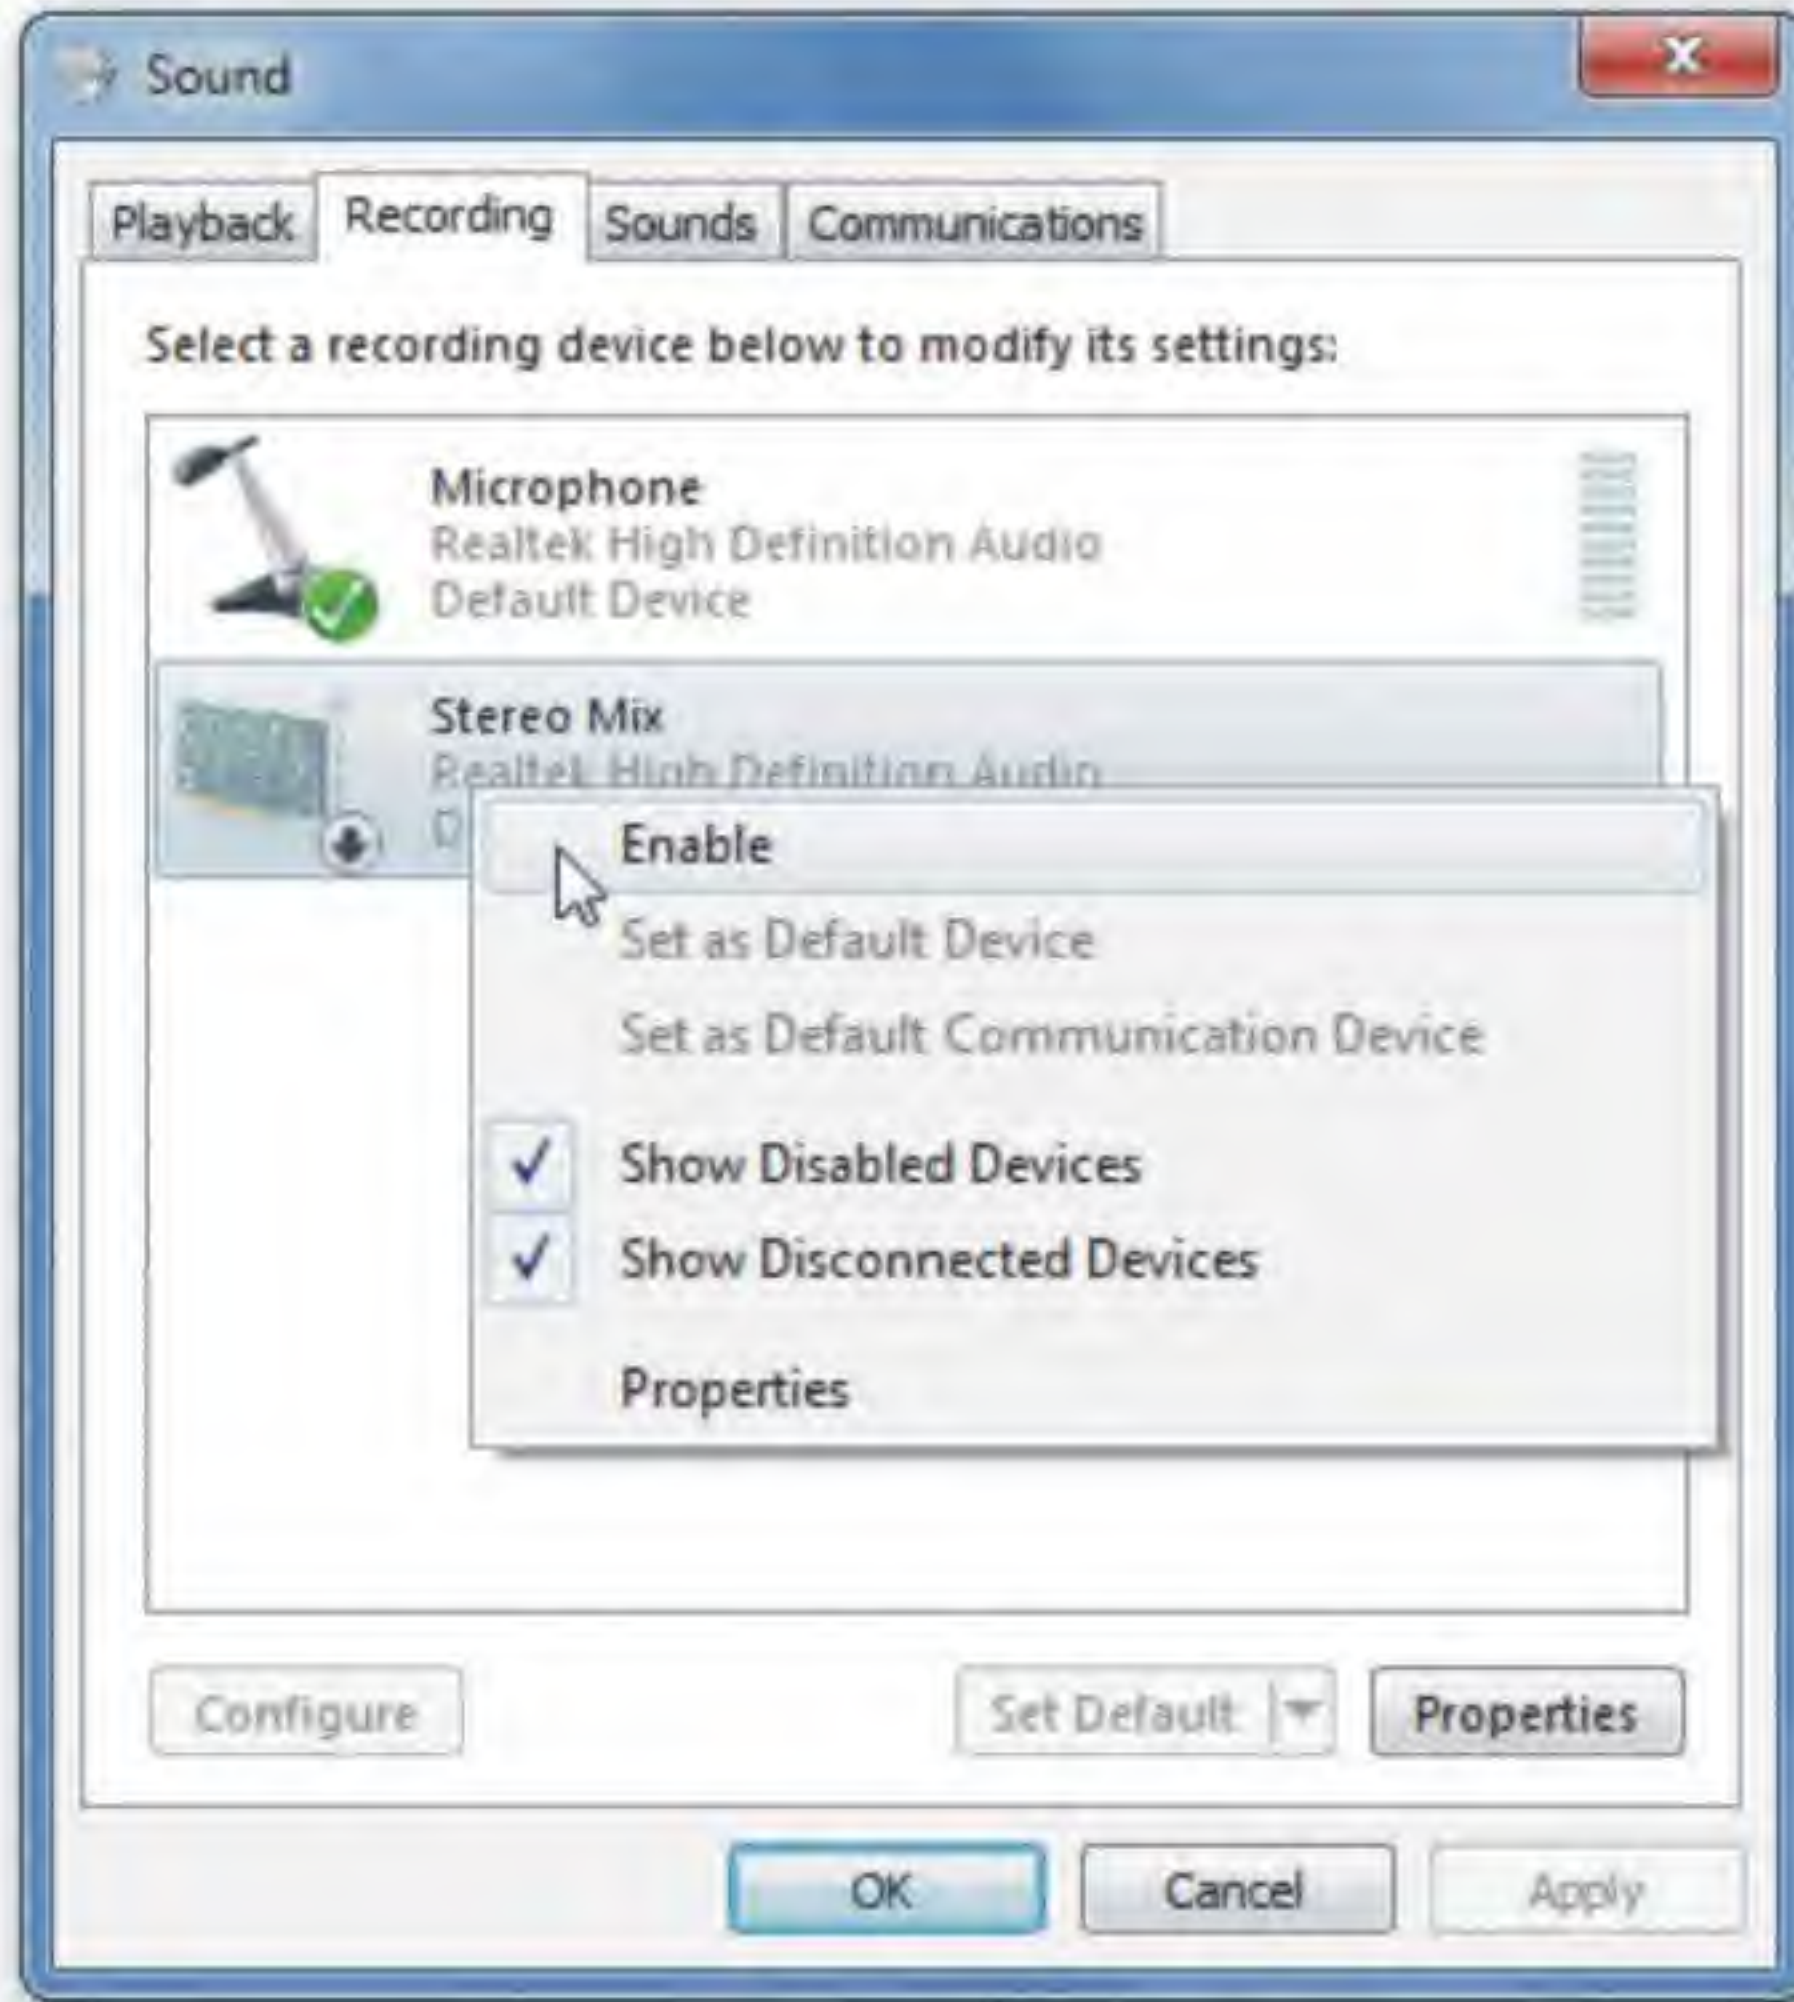 Sound
Playback Recording Sounds Communications
Select a recording device below to modify its settings:
Microphone
Realtek High Definition Audio
Default Device
Stereo Mix
Realtek High Definition Audio
D
Enable
Set as Default Device
Set as Default Communication Device
Show Disabled Devices
Show Disconnected Devices
Properties
Configure Set Default Properties
OK Cancel Apply